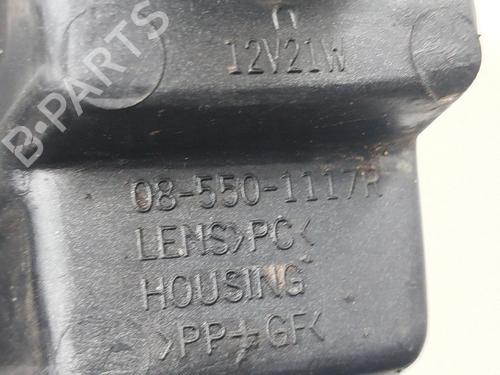 12V21W
B-PARTS
08-550-1117R
LENS>PC<
HOUSING
>PP+GF<